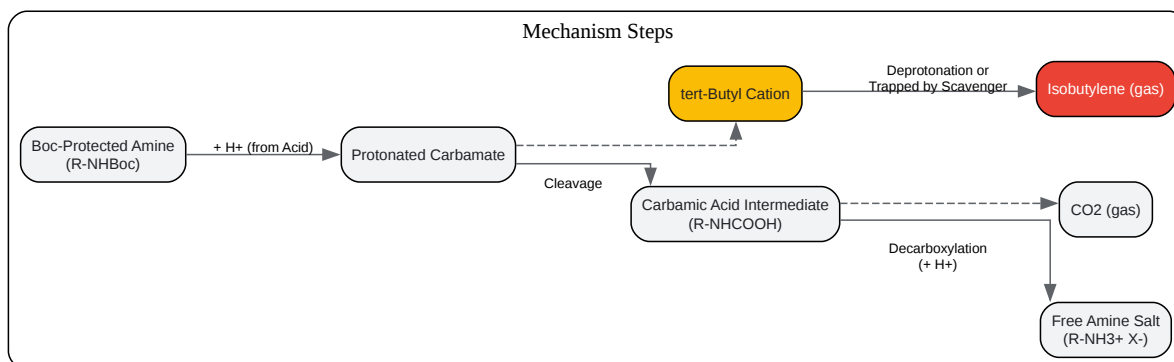 Mechanism Steps
Boc-Protected Amine
(R-NHBoc)
+ H+ (from Acid)
Protonated Carbamate
Cleavage
tert-Butyl Cation
Deprotonation or
Trapped by Scavenger
Isobutylene (gas)
Carbamic Acid Intermediate
(R-NHCOOH)
CO2 (gas)
Decarboxylation
(+ H+)
Free Amine Salt
(R-NH3+ X-)